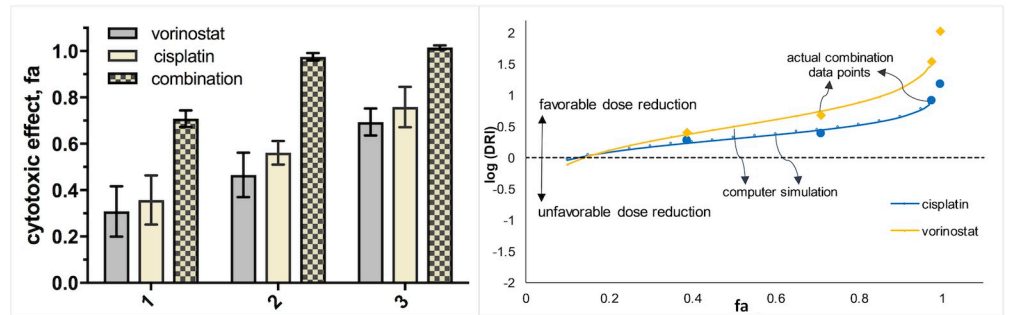 vorinostat
cisplatin
combination
cytotoxic effect, fa
1.0
0.8
0.6
0.4
0.2
0.0
1
2
3
2
1.5
1
0.5
0
-0.5
-1
-1.5
-2
log (DRI)
actual combination
data points
favorable dose reduction
computer simulation
unfavorable dose reduction
cisplatin
vorinostat
0
0.2
0.4
0.6
0.8
1
fa